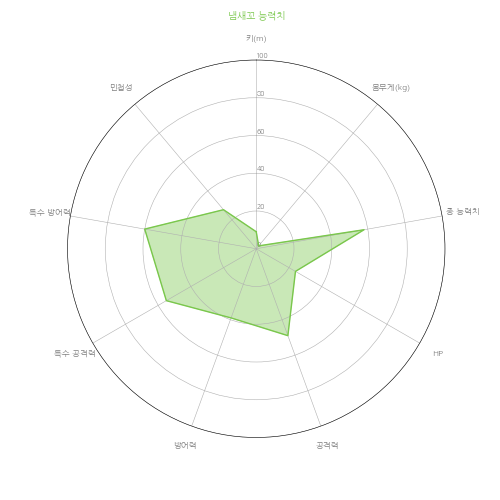 냄새꼬 능력치
키(m)
몸무게(kg)
총 능력치
HP
공격력
방어력
특수 공격력
특수 방어력
민첩성
100
80
60
40
20
0